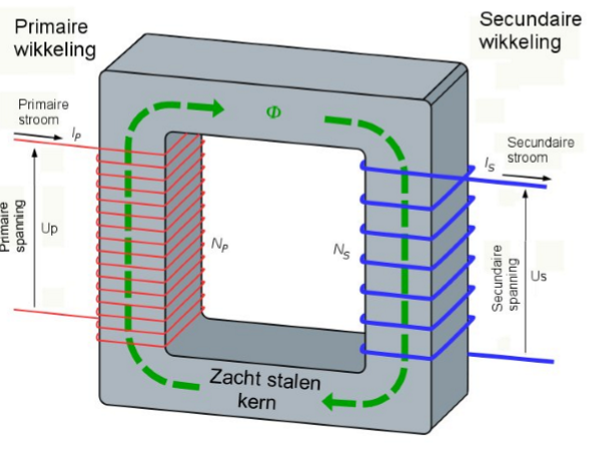 Primaire
wikkeling
Secundaire
wikkeling
Primaire
stroom
IP
Φ
Secundaire
stroom
IS
Primaire
spanning
Up
NP
NS
Secundaire
spanning
Us
Zacht stalen
kern